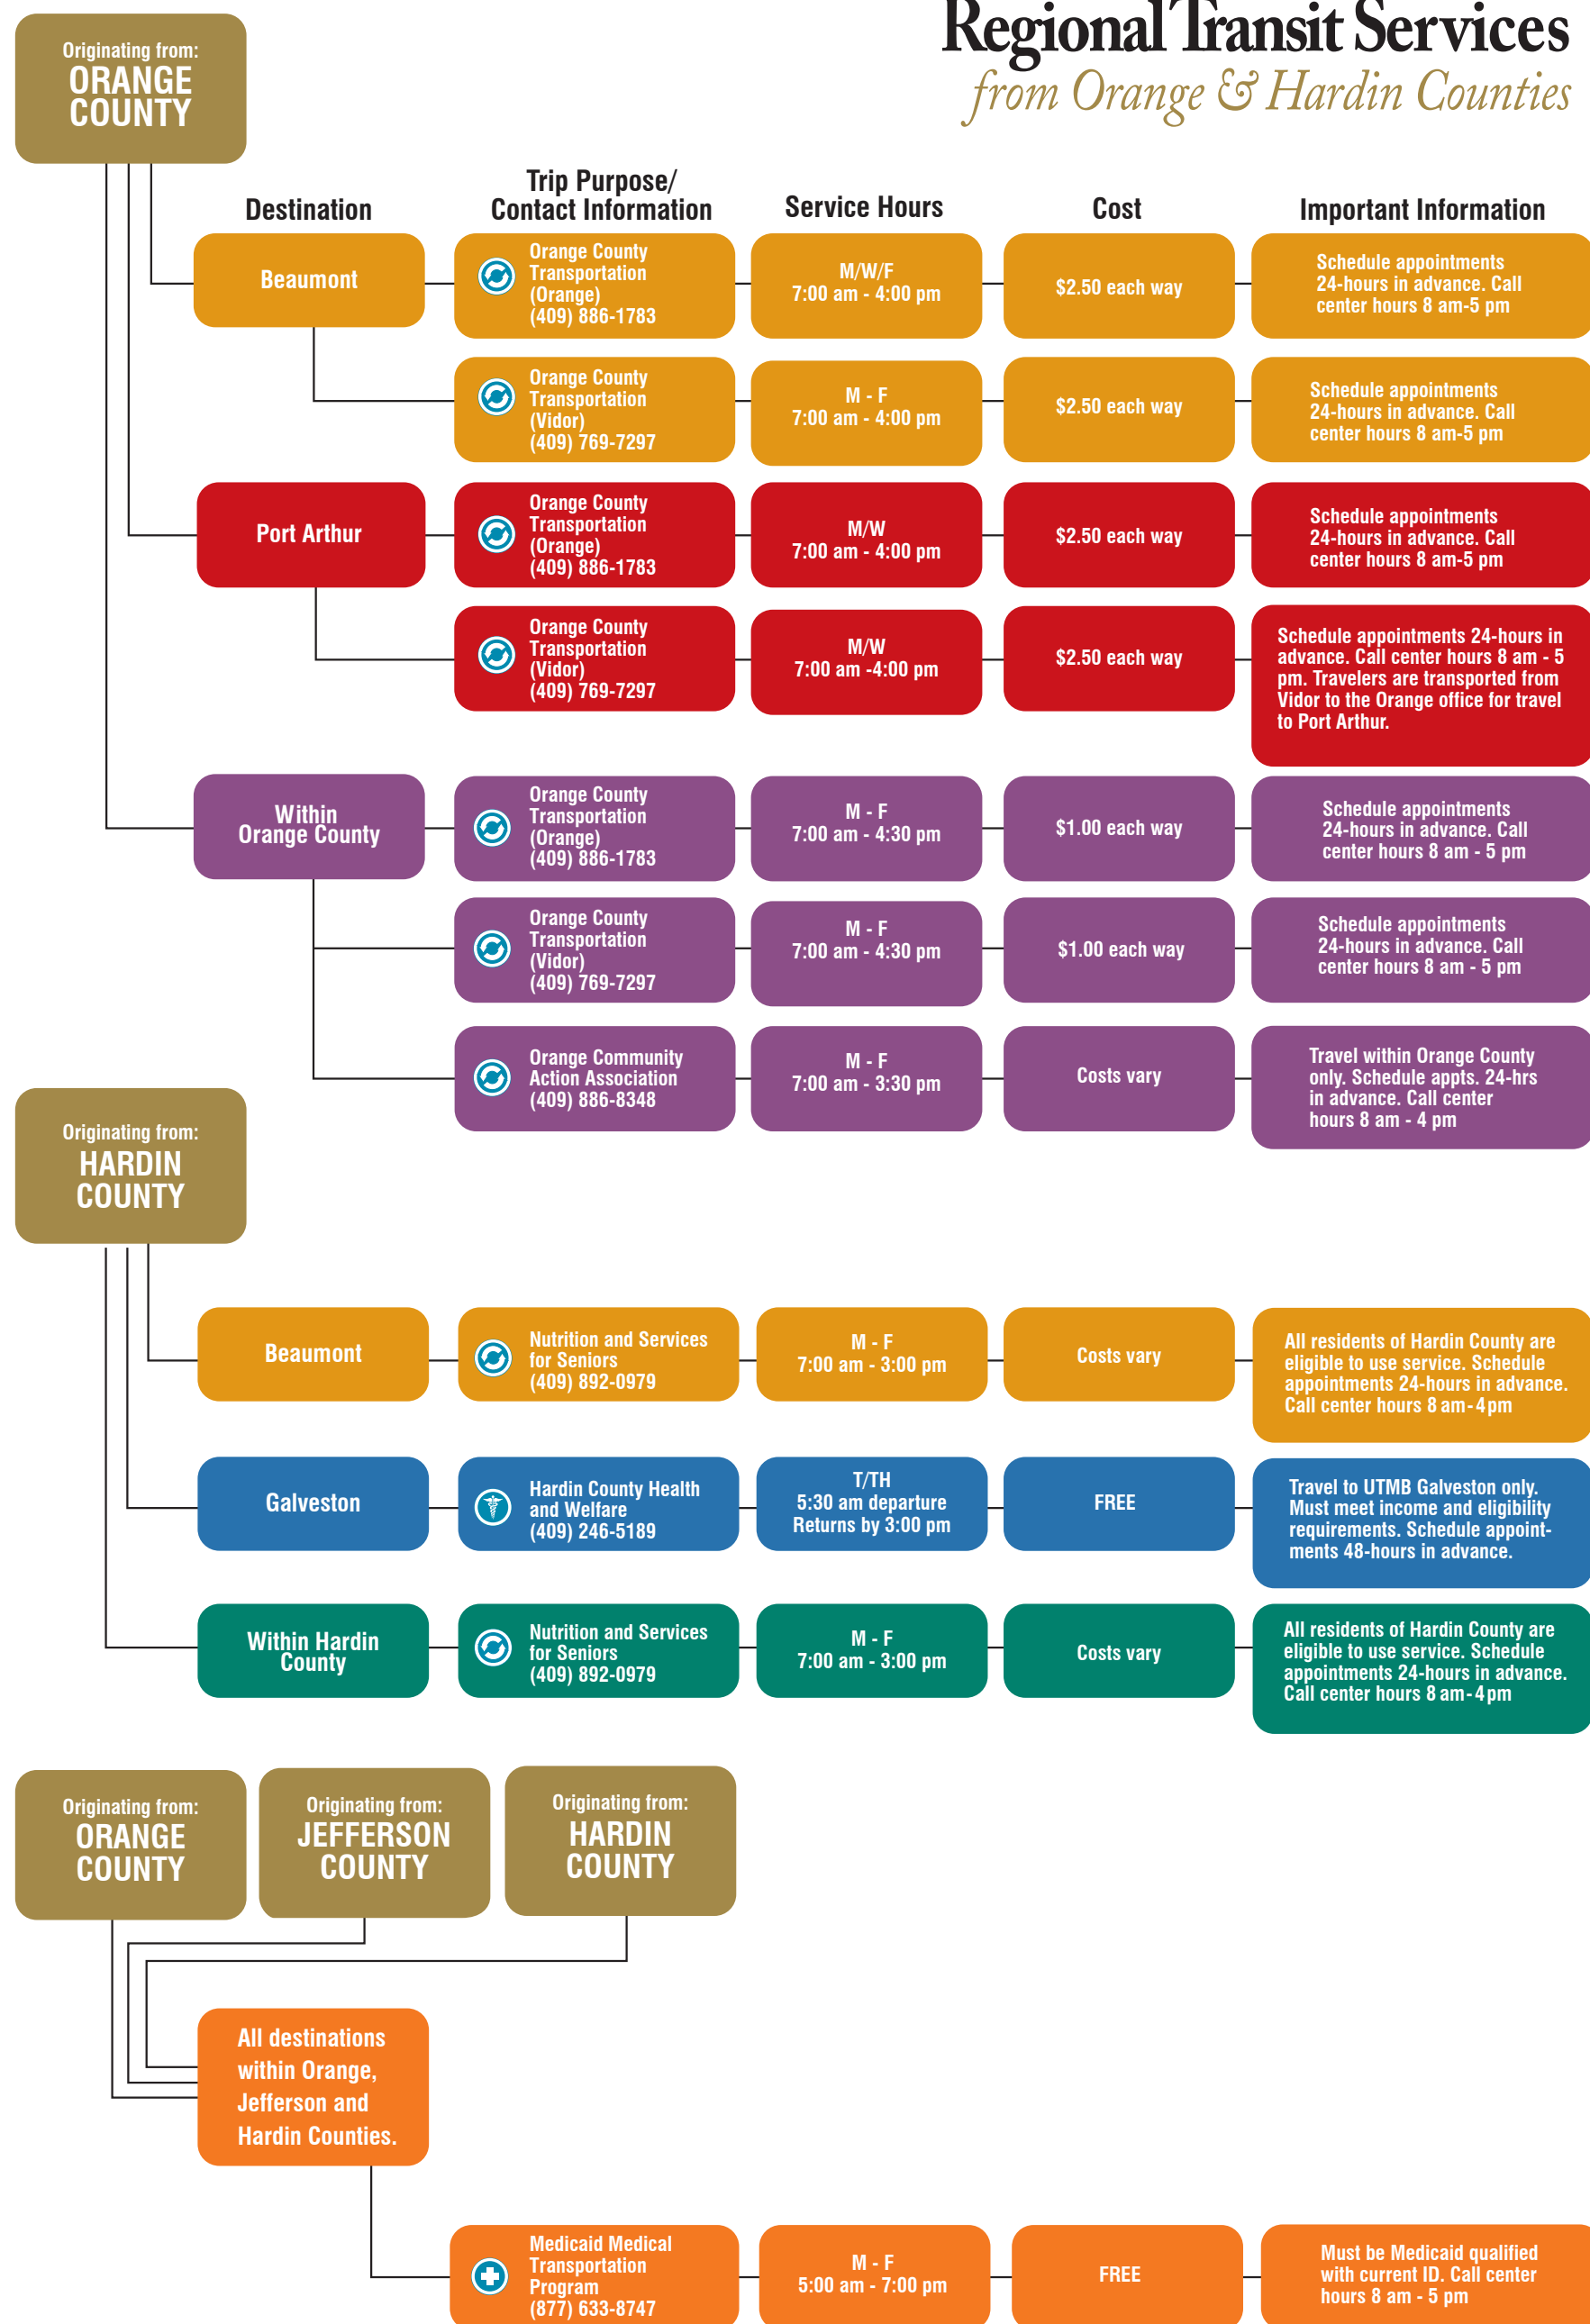 Regional Transit Services
from Orange & Hardin Counties
Originating from:
ORANGE
COUNTY
Destination
Trip Purpose/
Contact Information
Service Hours
Cost
Important Information
Beaumont
Orange County
Transportation
(Orange)
(409) 886-1783
M/W/F
7:00 am - 4:00 pm
$2.50 each way
Schedule appointments
24-hours in advance. Call
center hours 8 am-5 pm
Orange County
Transportation
(Vidor)
(409) 769-7297
M - F
7:00 am - 4:00 pm
$2.50 each way
Schedule appointments
24-hours in advance. Call
center hours 8 am-5 pm
Port Arthur
Orange County
Transportation
(Orange)
(409) 886-1783
M/W
7:00 am - 4:00 pm
$2.50 each way
Schedule appointments
24-hours in advance. Call
center hours 8 am-5 pm
Orange County
Transportation
(Vidor)
(409) 769-7297
M/W
7:00 am -4:00 pm
$2.50 each way
Schedule appointments 24-hours in
advance. Call center hours 8 am - 5
pm. Travelers are transported from
Vidor to the Orange office for travel
to Port Arthur.
Within
Orange County
Orange County
Transportation
(Orange)
(409) 886-1783
M - F
7:00 am - 4:30 pm
$1.00 each way
Schedule appointments
24-hours in advance. Call
center hours 8 am - 5 pm
Orange County
Transportation
(Vidor)
(409) 769-7297
M - F
7:00 am - 4:30 pm
$1.00 each way
Schedule appointments
24-hours in advance. Call
center hours 8 am - 5 pm
Orange Community
Action Association
(409) 886-8348
M - F
7:00 am - 3:30 pm
Costs vary
Travel within Orange County
only. Schedule appts. 24-hrs
in advance. Call center
hours 8 am - 4 pm
Originating from:
HARDIN
COUNTY
Beaumont
Nutrition and Services
for Seniors
(409) 892-0979
M - F
7:00 am - 3:00 pm
Costs vary
All residents of Hardin County are
eligible to use service. Schedule
appointments 24-hours in advance.
Call center hours 8 am-4pm
Galveston
Hardin County Health
and Welfare
(409) 246-5189
T/TH
5:30 am departure
Returns by 3:00 pm
FREE
Travel to UTMB Galveston only.
Must meet income and eligibility
requirements. Schedule appoint-
ments 48-hours in advance.
Within Hardin
County
Nutrition and Services
for Seniors
(409) 892-0979
M - F
7:00 am - 3:00 pm
Costs vary
All residents of Hardin County are
eligible to use service. Schedule
appointments 24-hours in advance.
Call center hours 8 am-4pm
Originating from:
ORANGE
COUNTY
Originating from:
JEFFERSON
COUNTY
Originating from:
HARDIN
COUNTY
All destinations
within Orange,
Jefferson and
Hardin Counties.
Medicaid Medical
Transportation
Program
(877) 633-8747
M - F
5:00 am - 7:00 pm
FREE
Must be Medicaid qualified
with current ID. Call center
hours 8 am - 5 pm